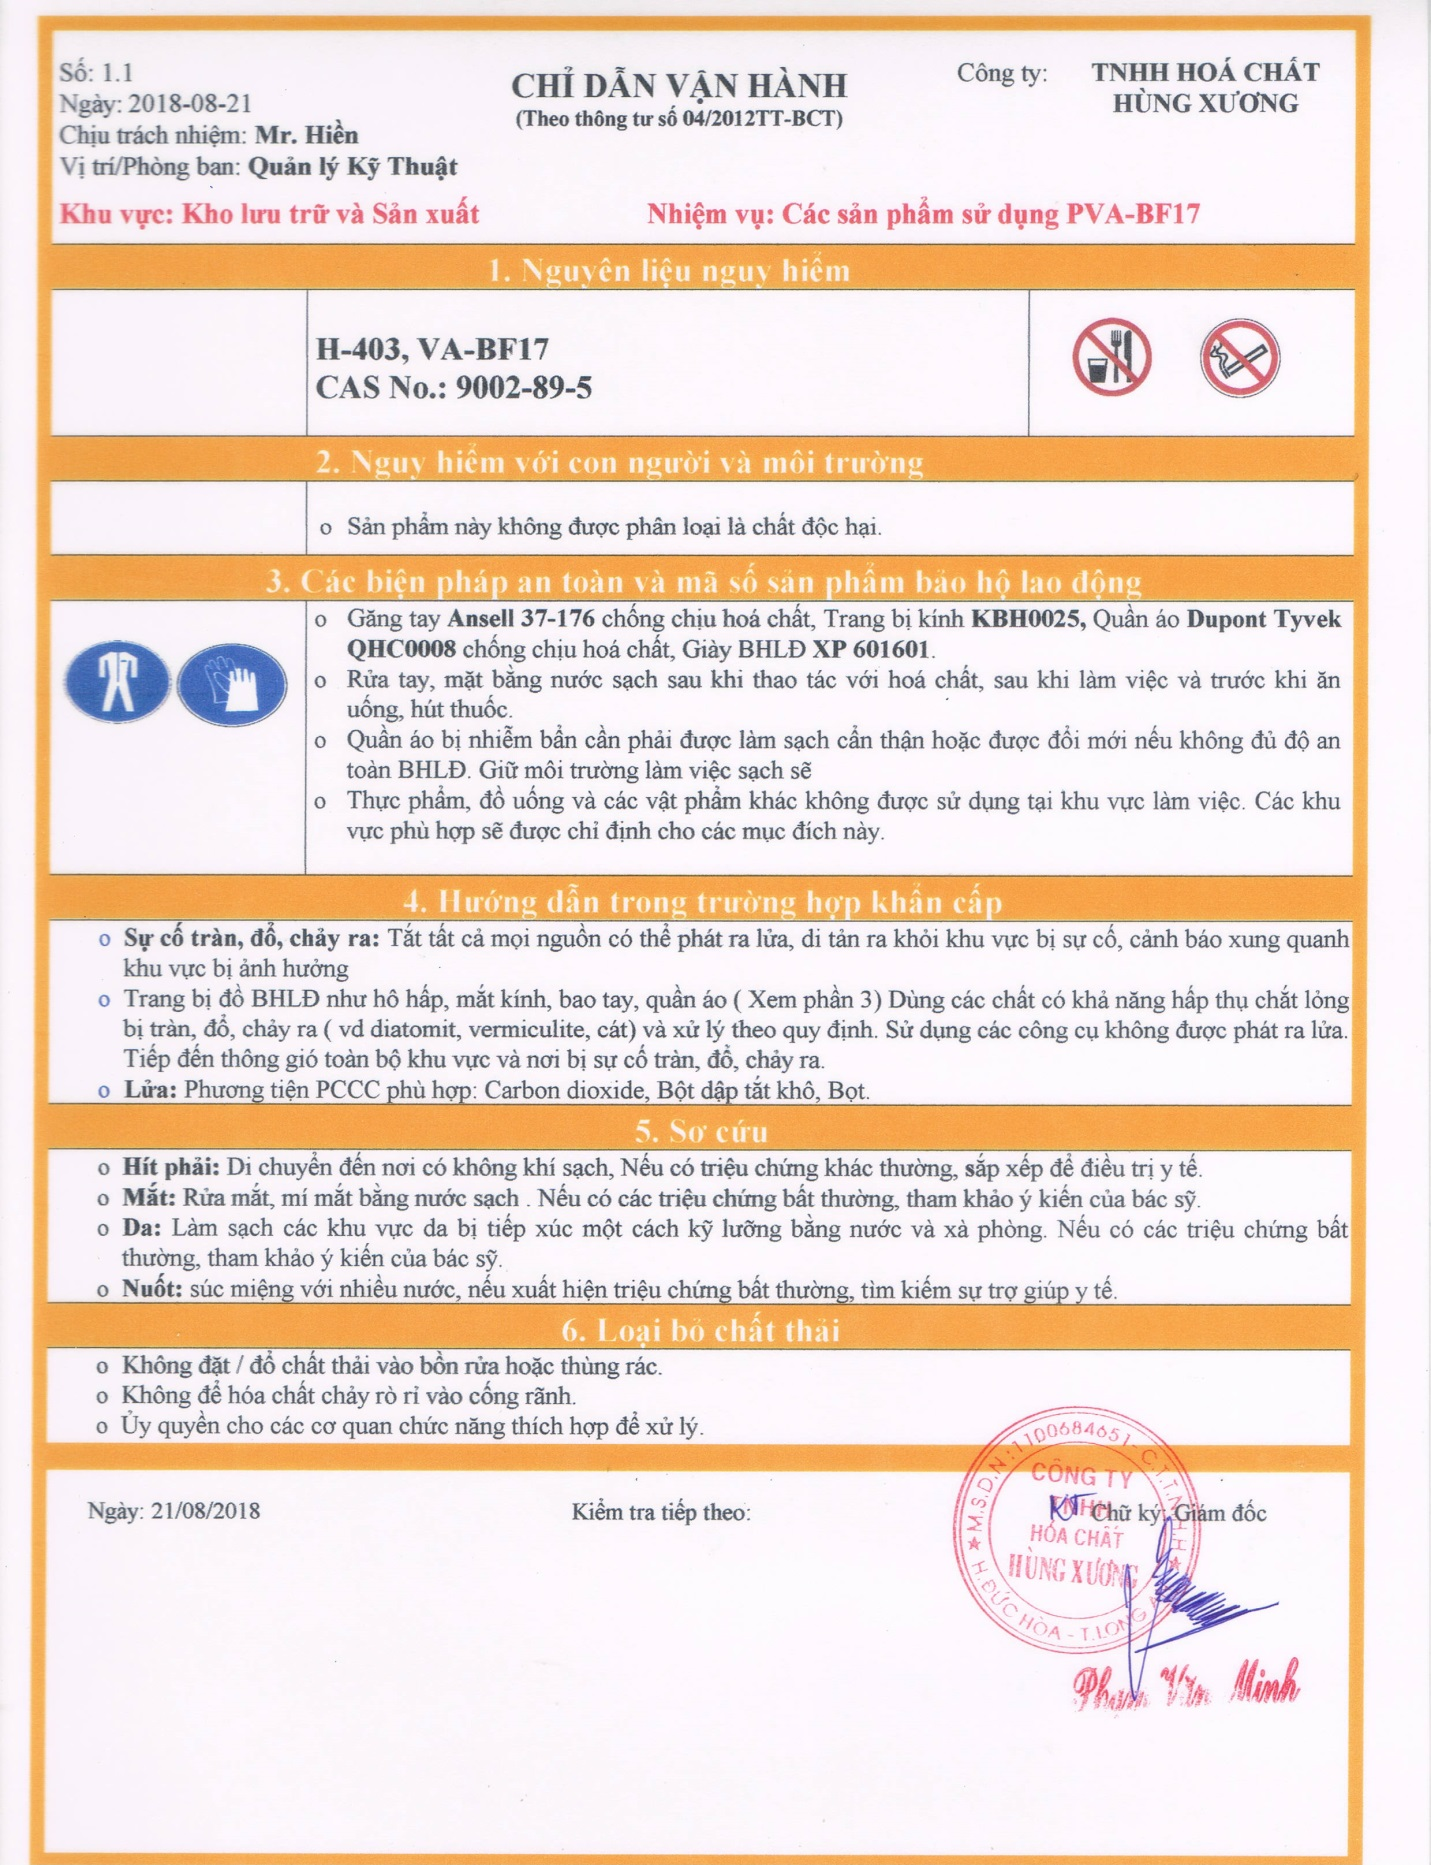 Số: 1.1
Ngày: 2018-08-21
Chịu trách nhiệm: Mr. Hiền
Vị trí/Phòng ban: Quản lý Kỹ Thuật
CHỈ DẪN VẬN HÀNH
(Theo thông tư số 04/2012TT-BCT)
Công ty: TNHH HOÁ CHẤT
HÙNG XƯƠNG
Khu vực: Kho lưu trữ và Sản xuất
Nhiệm vụ: Các sản phẩm sử dụng PVA-BF17
1. Nguyên liệu nguy hiểm
H-403, VA-BF17
CAS No.: 9002-89-5
2. Nguy hiểm với con người và môi trường
o Sản phẩm này không được phân loại là chất độc hại.
3. Các biện pháp an toàn và mã số sản phẩm bảo hộ lao động
o Găng tay Ansell 37-176 chống chịu hoá chất, Trang bị kính KBH0025, Quần áo Dupont Tyvek
QHC0008 chống chịu hoá chất, Giày BHLĐ XP 601601.
o Rửa tay, mặt bằng nước sạch sau khi thao tác với hoá chất, sau khi làm việc và trước khi ăn
uống, hút thuốc.
o Quần áo bị nhiễm bẩn cần phải được làm sạch cẩn thận hoặc được đổi mới nếu không đủ độ an
toàn BHLĐ. Giữ môi trường làm việc sạch sẽ
o Thực phẩm, đồ uống và các vật phẩm khác không được sử dụng tại khu vực làm việc. Các khu
vực phù hợp sẽ được chỉ định cho các mục đích này.
4. Hướng dẫn trong trường hợp khẩn cấp
o Sự cố tràn, đổ, chảy ra: Tắt tất cả mọi nguồn có thể phát ra lửa, di tản ra khỏi khu vực bị sự cố, cảnh báo xung quanh
khu vực bị ảnh hưởng
o Trang bị đồ BHLĐ như hô hấp, mắt kính, bao tay, quần áo ( Xem phần 3) Dùng các chất có khả năng hấp thụ chắt lỏng
bị tràn, đổ, chảy ra ( vd diatomit, vermiculite, cát) và xử lý theo quy định. Sử dụng các công cụ không được phát ra lửa.
Tiếp đến thông gió toàn bộ khu vực và nơi bị sự cố tràn, đổ, chảy ra.
o Lửa: Phương tiện PCCC phù hợp: Carbon dioxide, Bột dập tắt khô, Bọt.
5. Sơ cứu
o Hít phải: Di chuyển đến nơi có không khí sạch, Nếu có triệu chứng khác thường, sắp xếp để điều trị y tế.
o Mắt: Rửa mắt, mí mắt bằng nước sạch . Nếu có các triệu chứng bất thường, tham khảo ý kiến của bác sỹ.
o Da: Làm sạch các khu vực da bị tiếp xúc một cách kỹ lưỡng bằng nước và xà phòng. Nếu có các triệu chứng bất
thường, tham khảo ý kiến của bác sỹ.
o Nuốt: súc miệng với nhiều nước, nếu xuất hiện triệu chứng bất thường, tìm kiếm sự trợ giúp y tế.
6. Loại bỏ chất thải
o Không đặt / đổ chất thải vào bồn rửa hoặc thùng rác.
o Không để hóa chất chảy rò rỉ vào cống rãnh.
o Ủy quyền cho các cơ quan chức năng thích hợp để xử lý.
Ngày: 21/08/2018
Kiểm tra tiếp theo:
KT Chữ ký: Giám đốc
M.S.D.N:1100684651-C.T.T.N.H.H
CÔNG TY
TNHH
HÓA CHẤT
HÙNG XƯƠNG
H.ĐỨC HÒA - T.LONG
Phạm Văn Minh